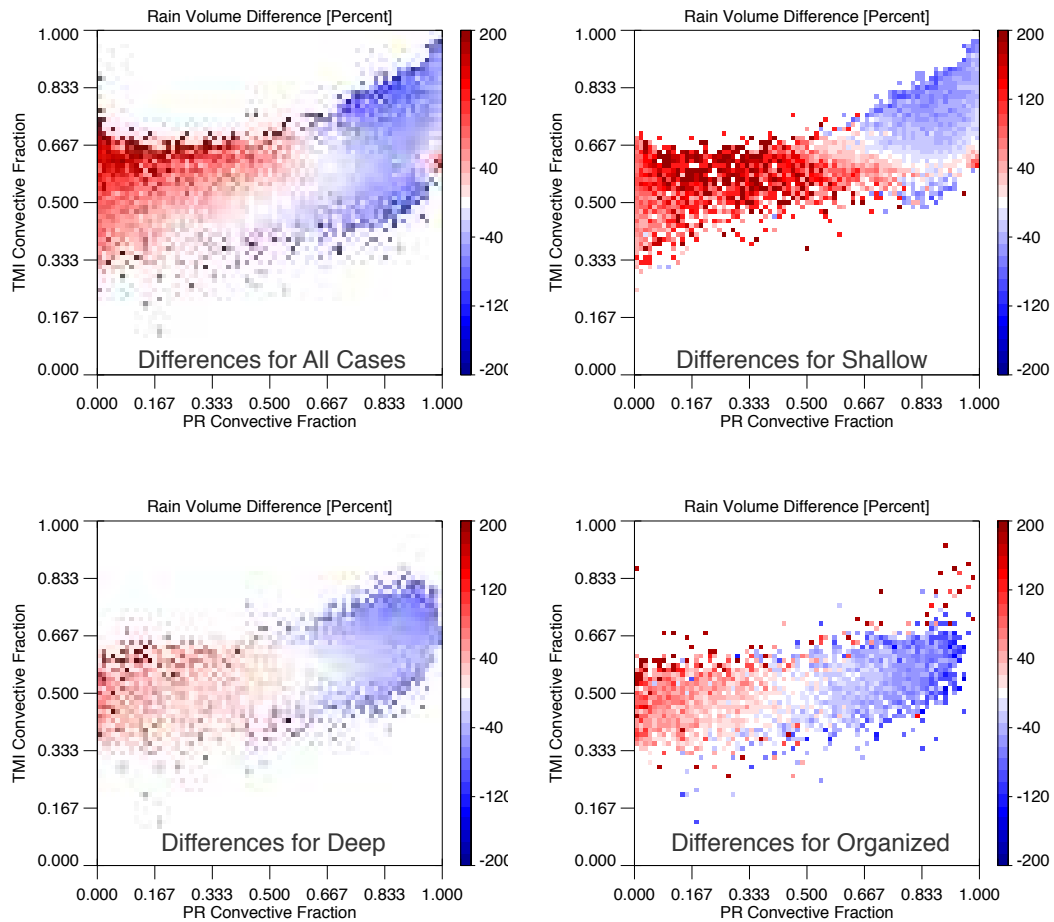 Rain Volume Difference [Percent]
1.000
0.833
0.667
0.500
0.333
0.167
0.000
TMI Convective Fraction
Differences for All Cases
0.000 0.167 0.333 0.500 0.667 0.833 1.000
PR Convective Fraction
200
120
40
-40
-120
-200
Rain Volume Difference [Percent]
1.000
0.833
0.667
0.500
0.333
0.167
0.000
TMI Convective Fraction
Differences for Shallow
0.000 0.167 0.333 0.500 0.667 0.833 1.000
PR Convective Fraction
200
120
40
-40
-120
-200
Rain Volume Difference [Percent]
1.000
0.833
0.667
0.500
0.333
0.167
0.000
TMI Convective Fraction
Differences for Deep
0.000 0.167 0.333 0.500 0.667 0.833 1.000
PR Convective Fraction
200
120
40
-40
-120
-200
Rain Volume Difference [Percent]
1.000
0.833
0.667
0.500
0.333
0.167
0.000
TMI Convective Fraction
Differences for Organized
0.000 0.167 0.333 0.500 0.667 0.833 1.000
PR Convective Fraction
200
120
40
-40
-120
-200